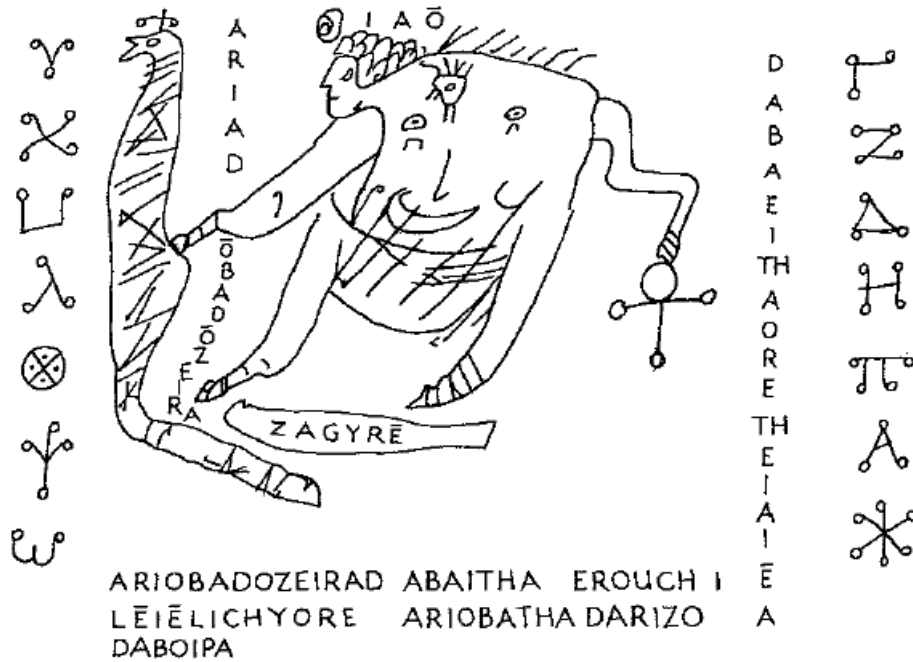 IAŌ
ARIAD
ŌBADŌZEIRA
ZAGYRĒ
DABAEITHAORETHEIAIĒA
ARIOBADOZEIRAD ABAITHA EROUCH I
LĒIĒLICHYORE ARIOBATHA DARIZO
DABOIPA